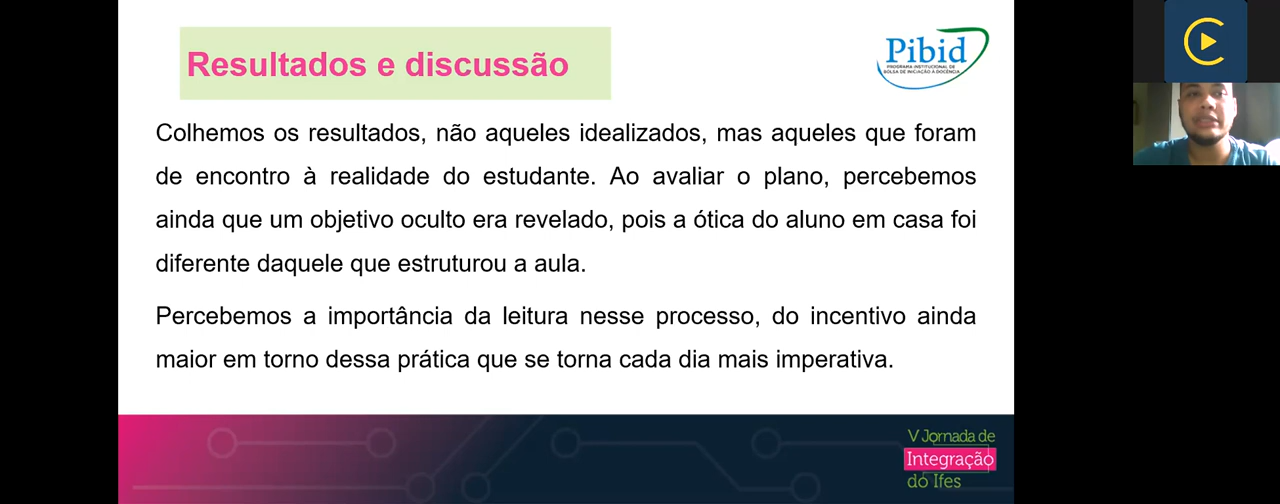 Resultados e discussão
Pibid
PROGRAMA INSTITUCIONAL DE
BOLSA DE INICIAÇÃO À DOCÊNCIA
Colhemos os resultados, não aqueles idealizados, mas aqueles que foram
de encontro à realidade do estudante. Ao avaliar o plano, percebemos
ainda que um objetivo oculto era revelado, pois a ótica do aluno em casa foi
diferente daquele que estruturou a aula.
Percebemos a importância da leitura nesse processo, do incentivo ainda
maior em torno dessa prática que se torna cada dia mais imperativa.
V Jornada de
Integração
do Ifes